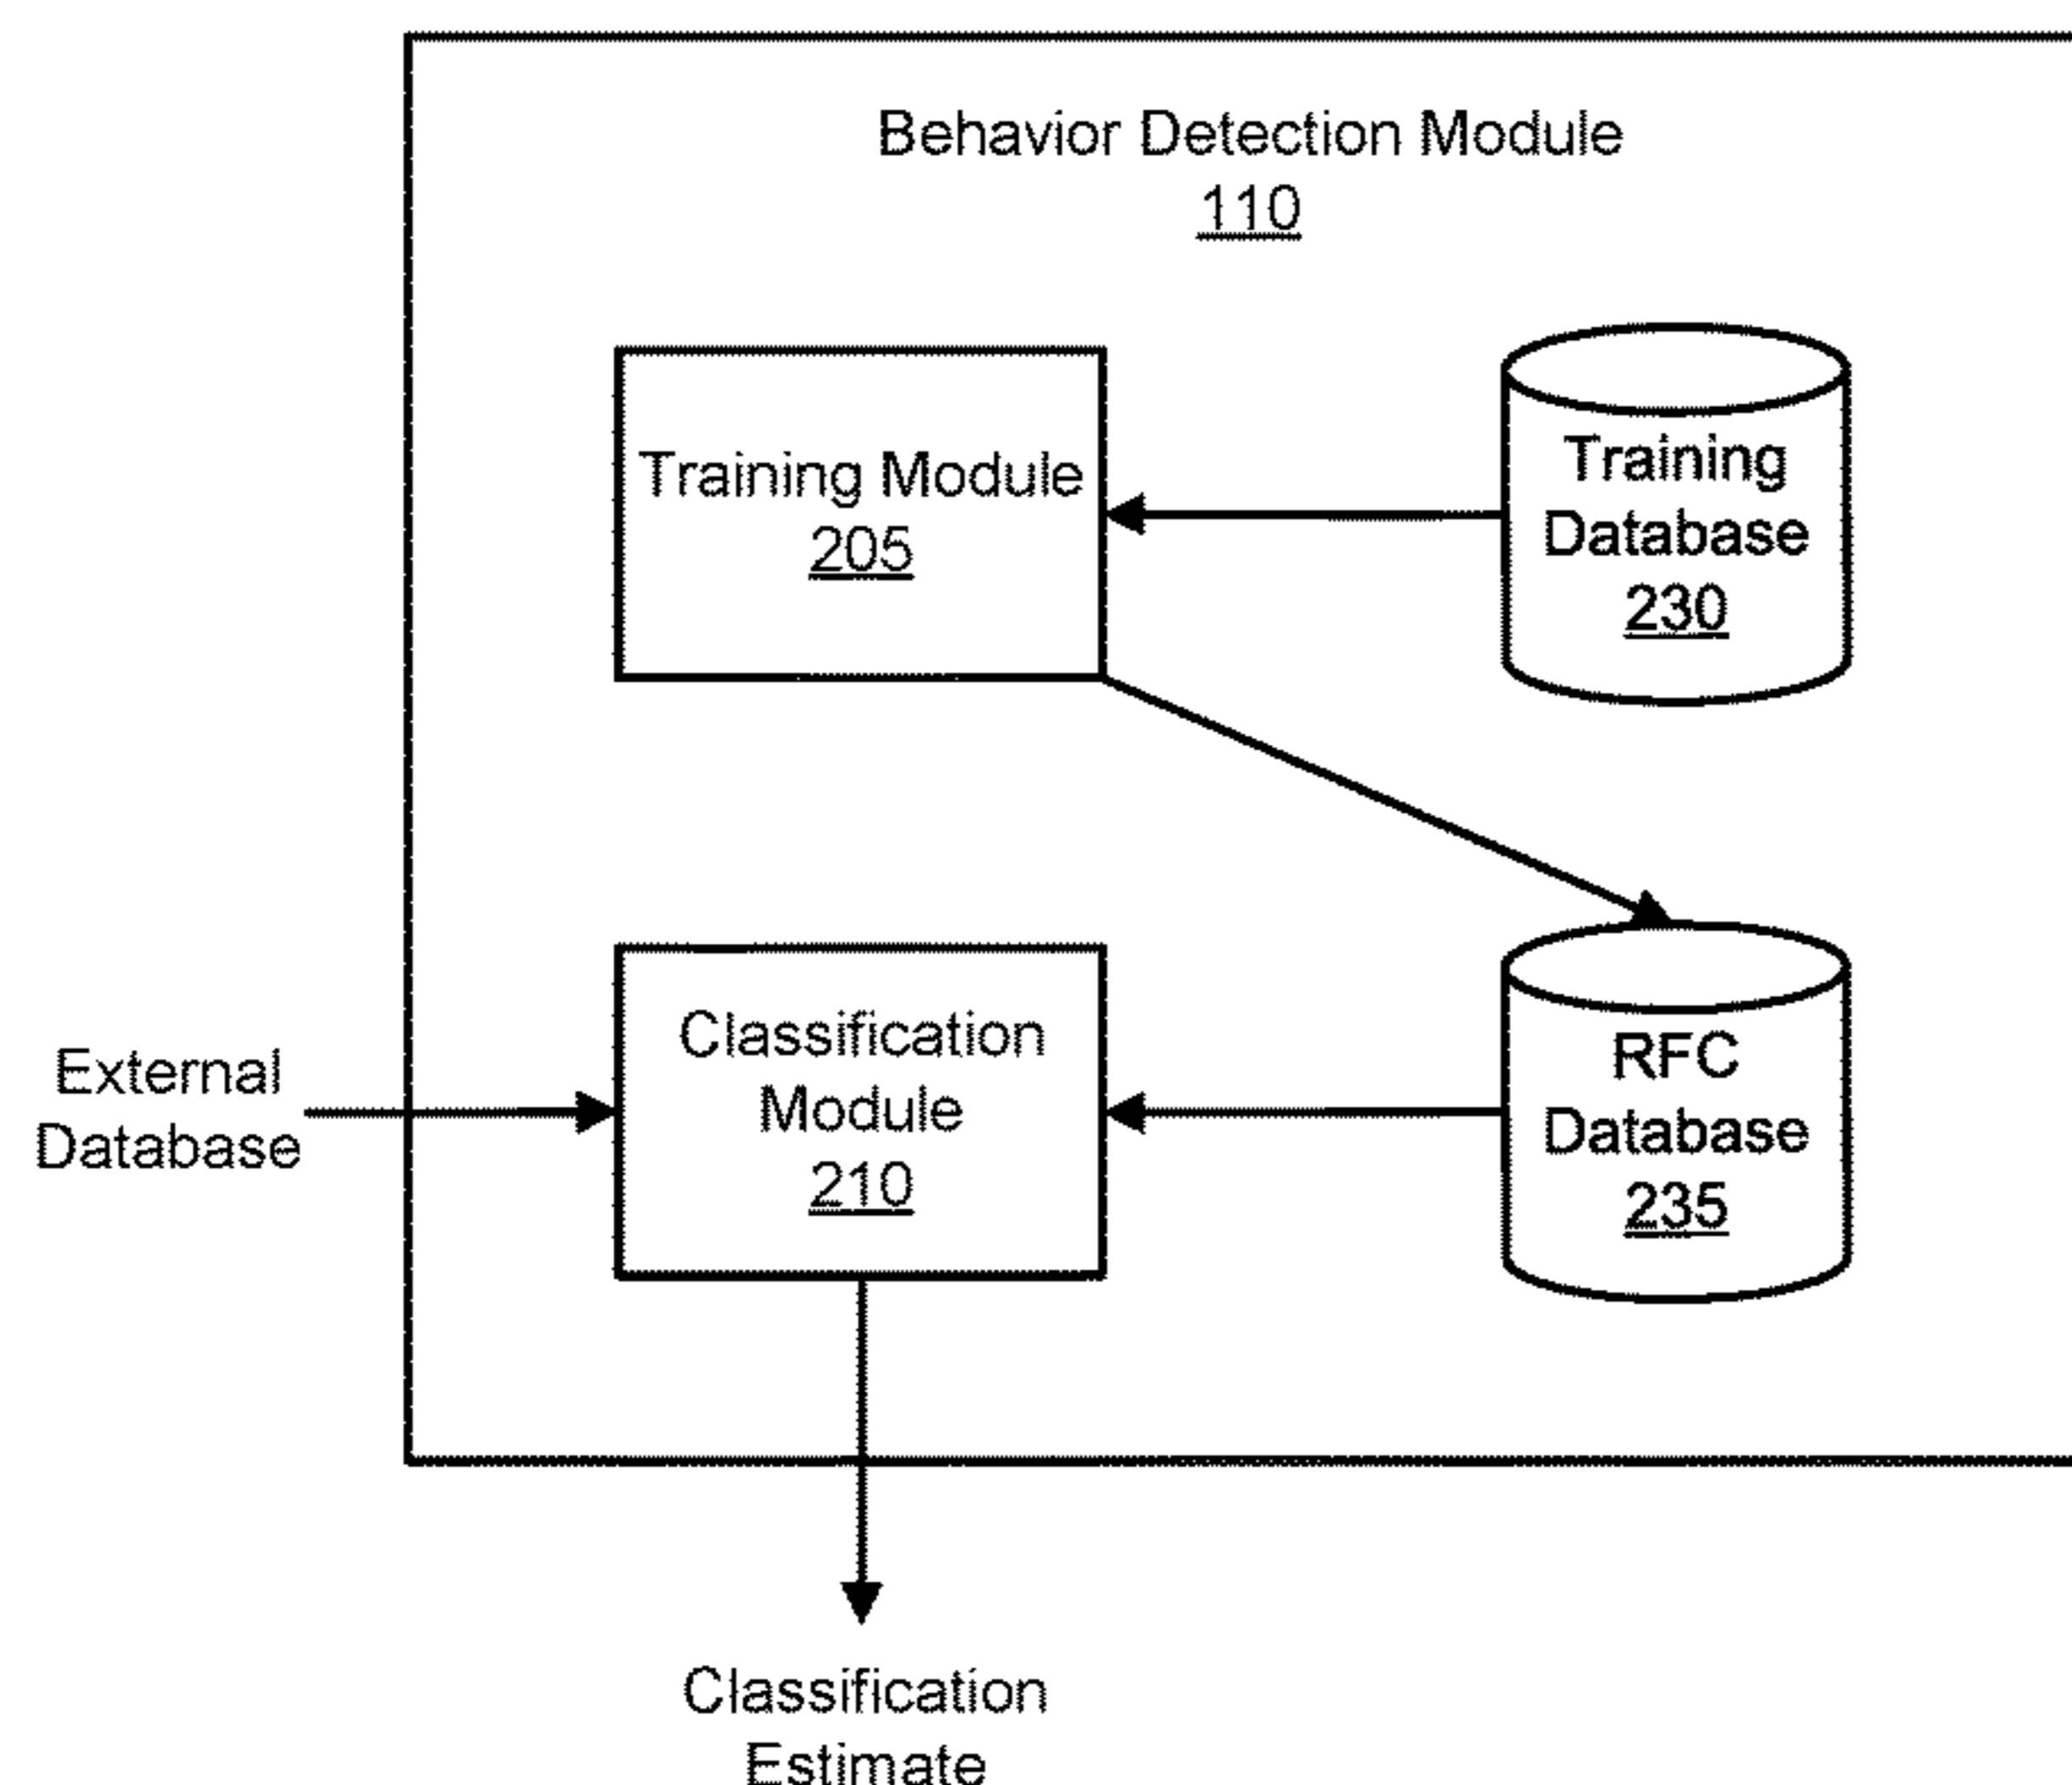 Behavior Detection Module
110
Training Module
205
Training
Database
230
External
Database
Classification
Module
210
RFC
Database
235
Classification
Estimate